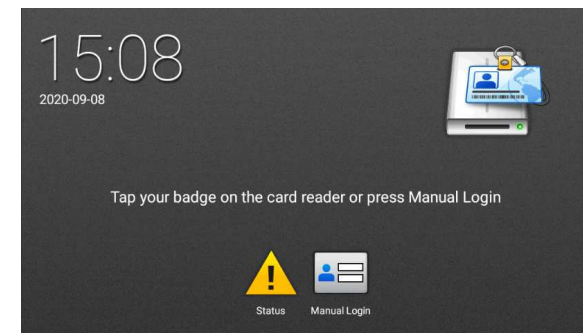 15:08
2020-09-08
Tap your badge on the card reader or press Manual Login
Status
Manual Login